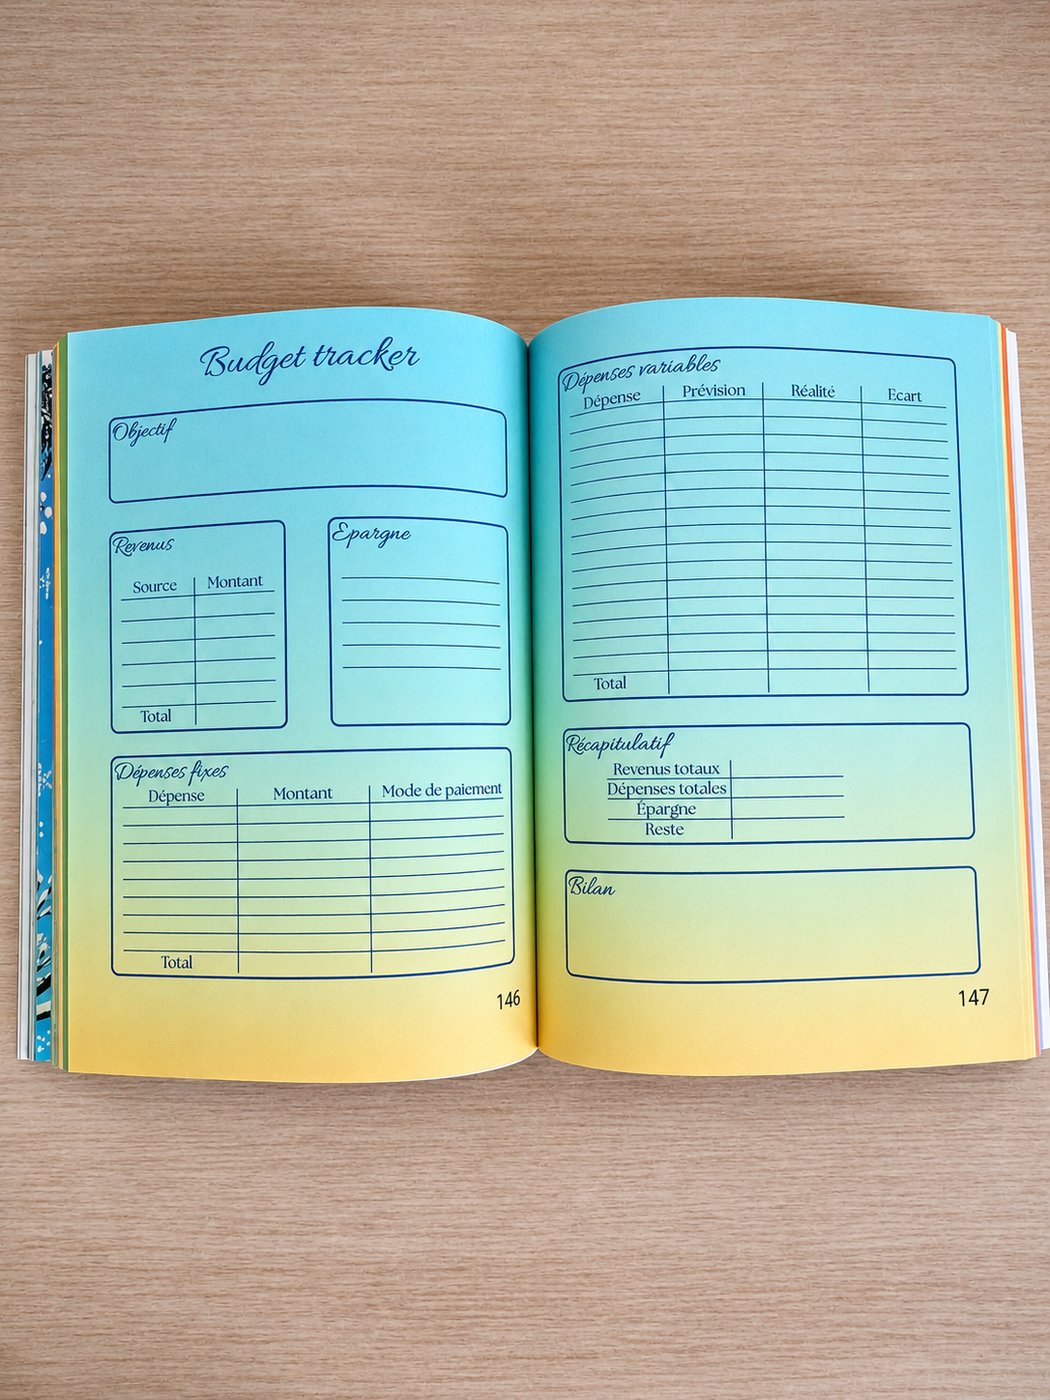 Budget tracker
Objectif
Revenus
Source Montant
Total
Epargne
Dépenses fixes
Dépense Montant Mode de paiement
Total
146
Dépenses variables
Dépense Prévision Réalité Ecart
Total
Récapitulatif
Revenus totaux
Dépenses totales
Épargne
Reste
Bilan
147